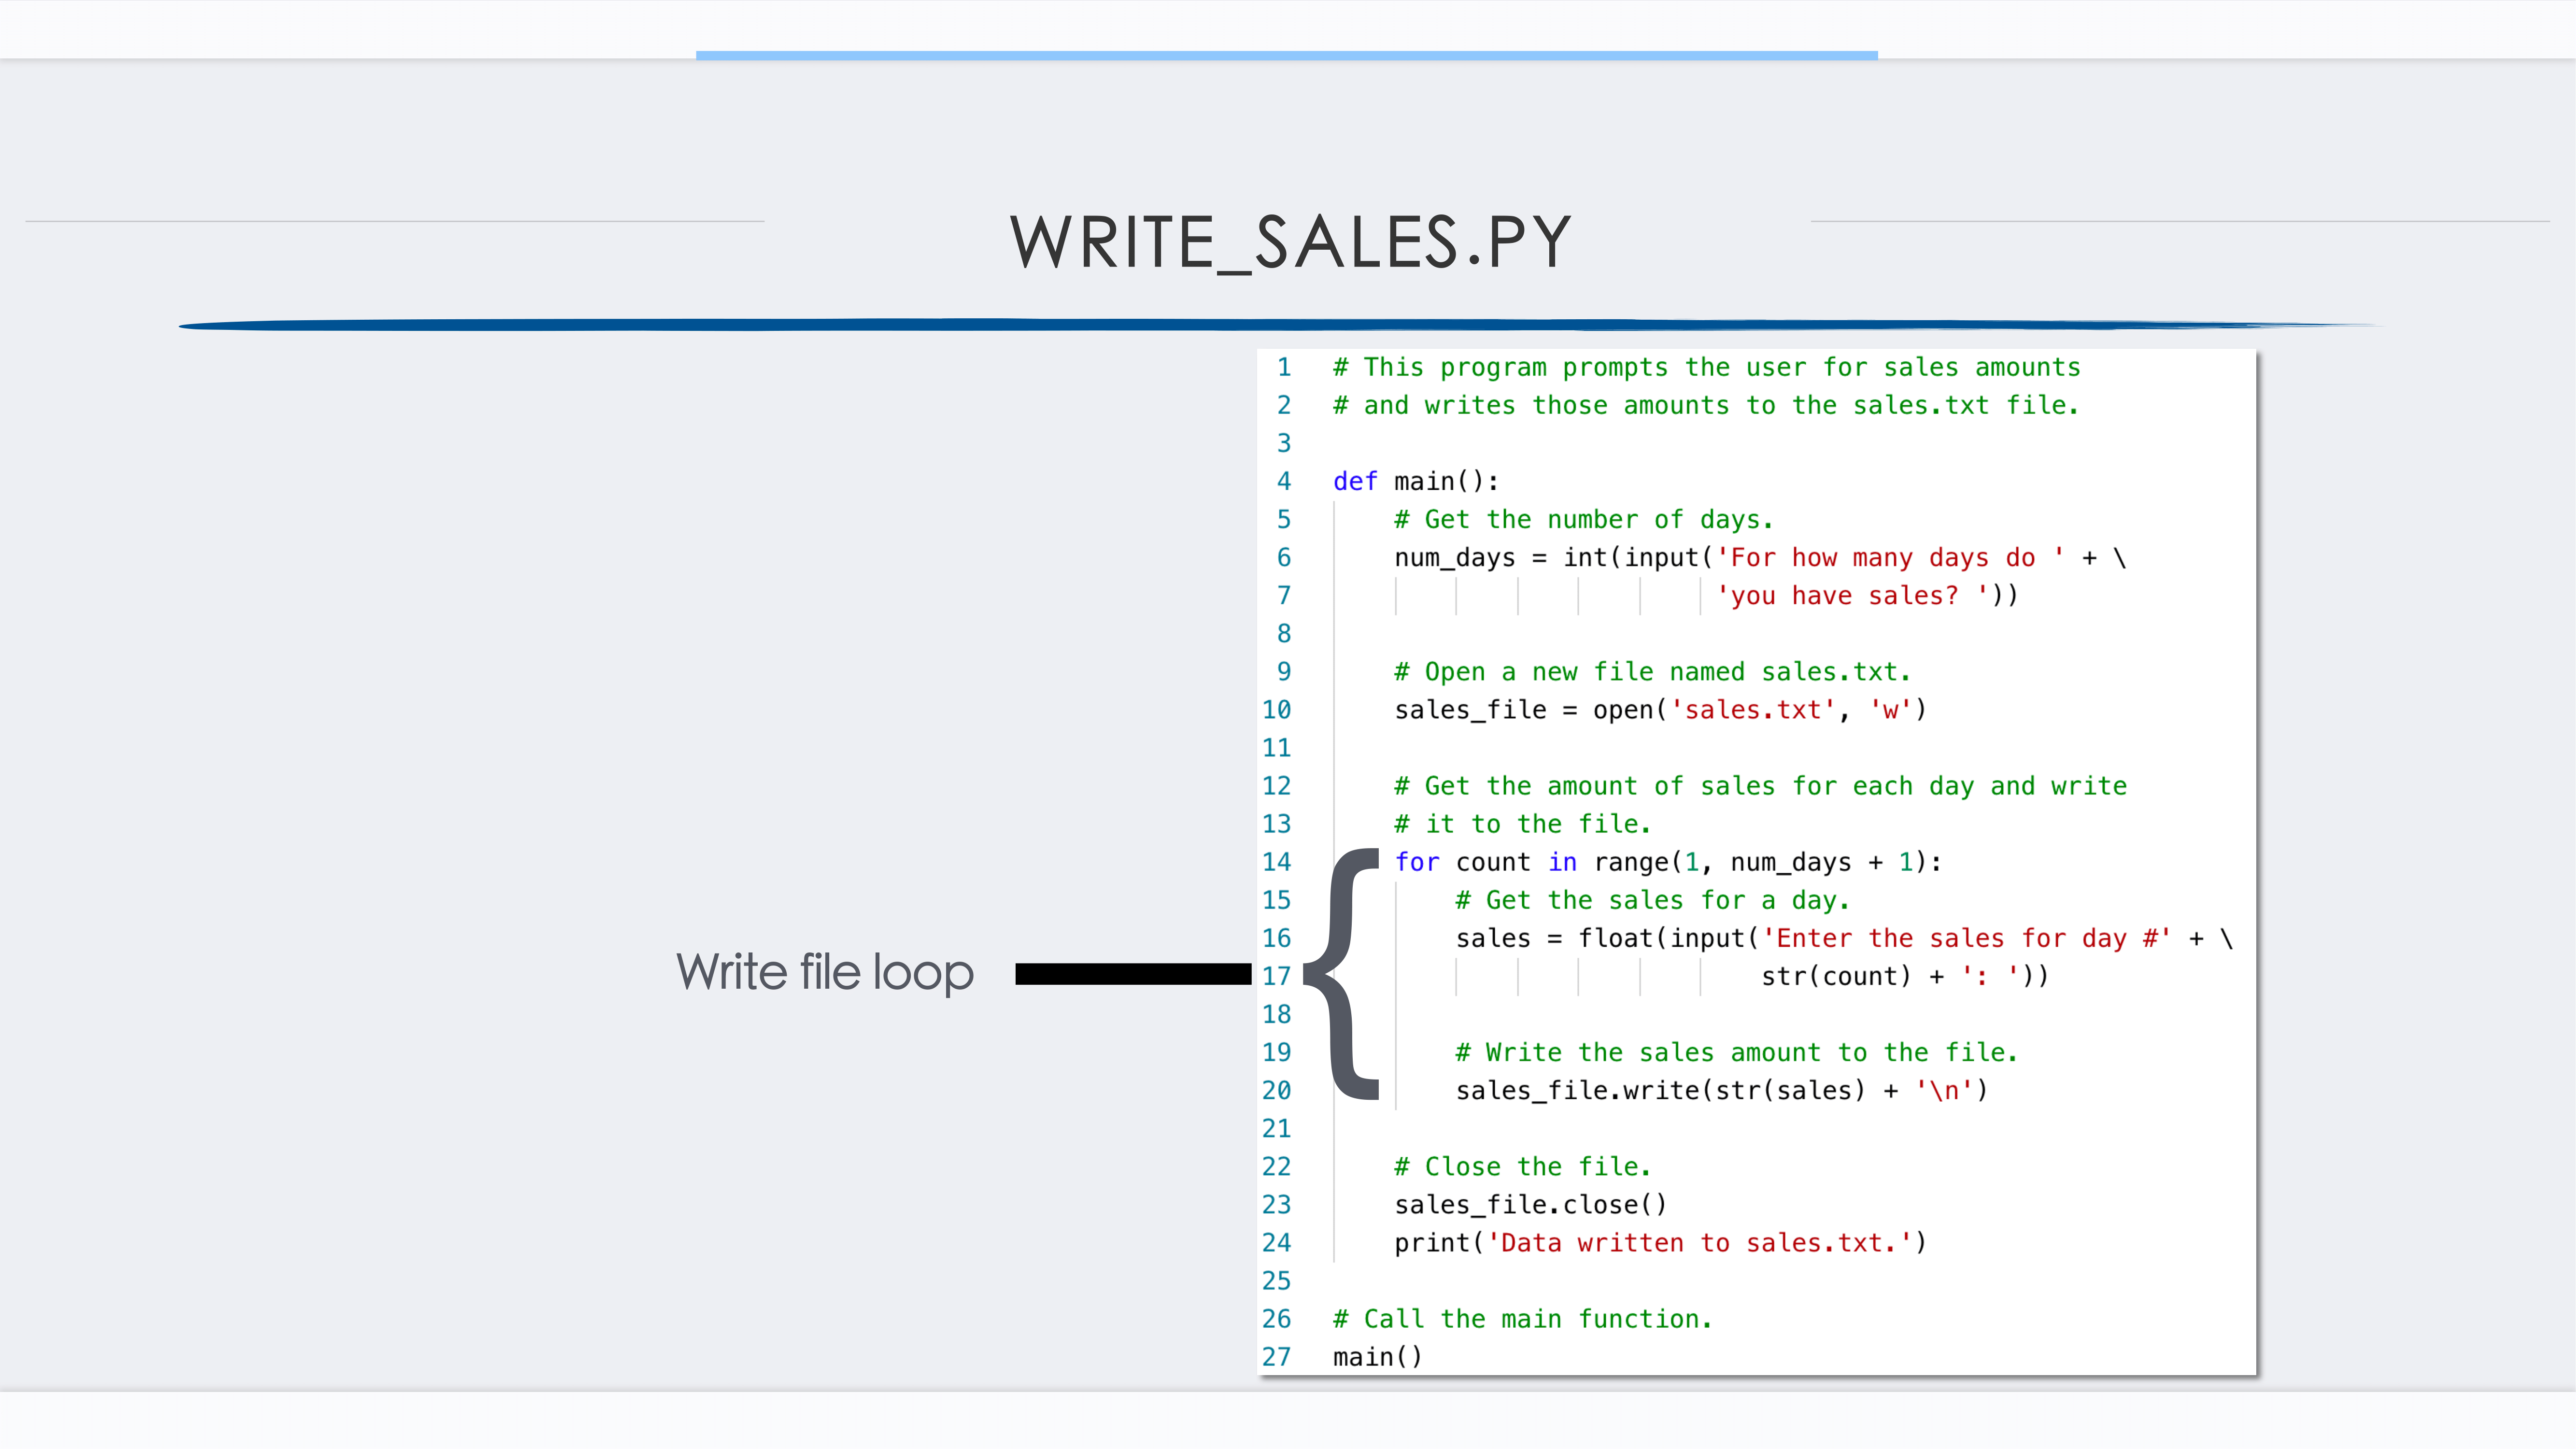 WRITE_SALES.PY
Write file loop
1 # This program prompts the user for sales amounts
2 # and writes those amounts to the sales.txt file.
3
4 def main():
5     # Get the number of days.
6     num_days = int(input('For how many days do ' + \
7                          'you have sales? '))
8
9     # Open a new file named sales.txt.
10     sales_file = open('sales.txt', 'w')
11
12     # Get the amount of sales for each day and write
13     # it to the file.
14     for count in range(1, num_days + 1):
15         # Get the sales for a day.
16         sales = float(input('Enter the sales for day #' + \
17                             str(count) + ': '))
18
19         # Write the sales amount to the file.
20         sales_file.write(str(sales) + '\n')
21
22     # Close the file.
23     sales_file.close()
24     print('Data written to sales.txt.')
25
26 # Call the main function.
27 main()